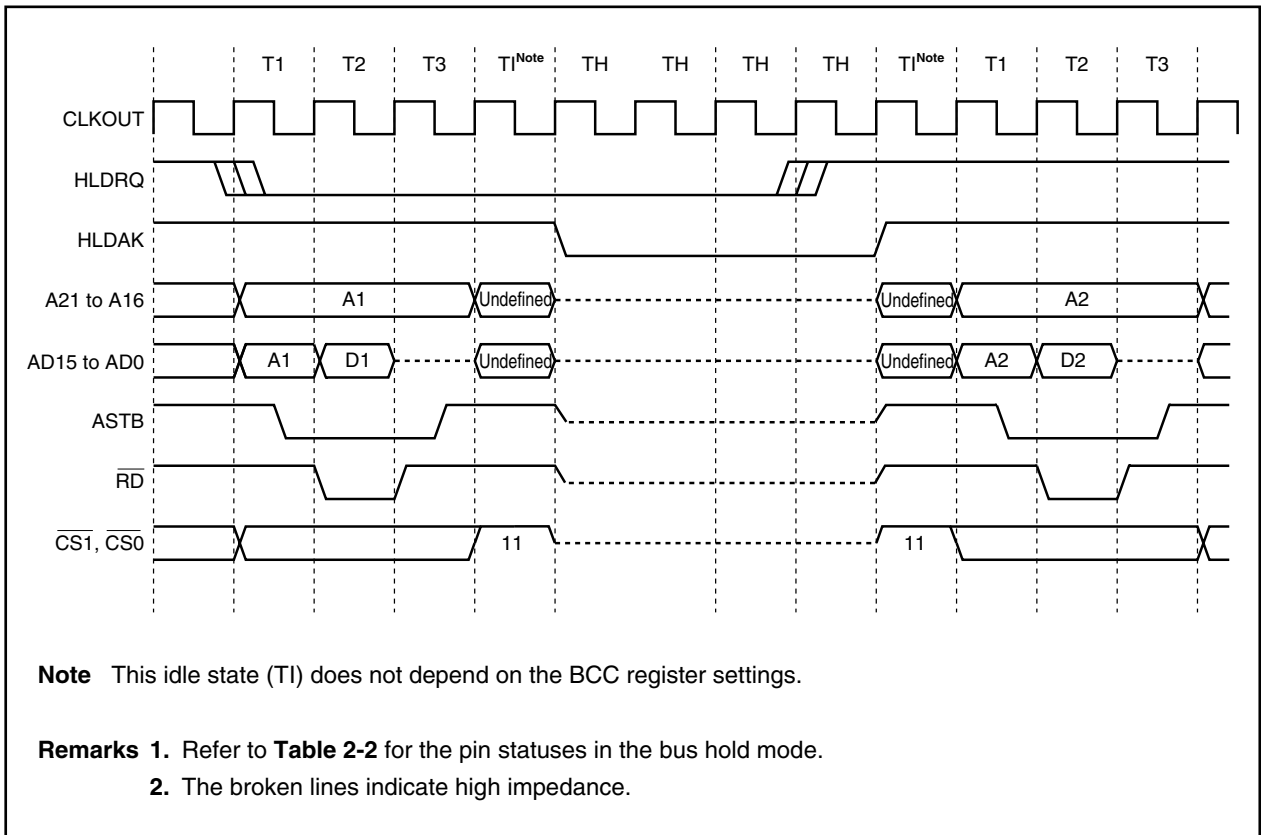 T1 T2 T3 TINote TH TH TH TH TINote T1 T2 T3
CLKOUT
HLDRQ
HLDAK
A21 to A16 A1 Undefined Undefined A2
AD15 to AD0 A1 D1 Undefined Undefined A2 D2
ASTB
RD
CS1, CS0 11 11
Note This idle state (TI) does not depend on the BCC register settings.
Remarks 1. Refer to Table 2-2 for the pin statuses in the bus hold mode.
2. The broken lines indicate high impedance.